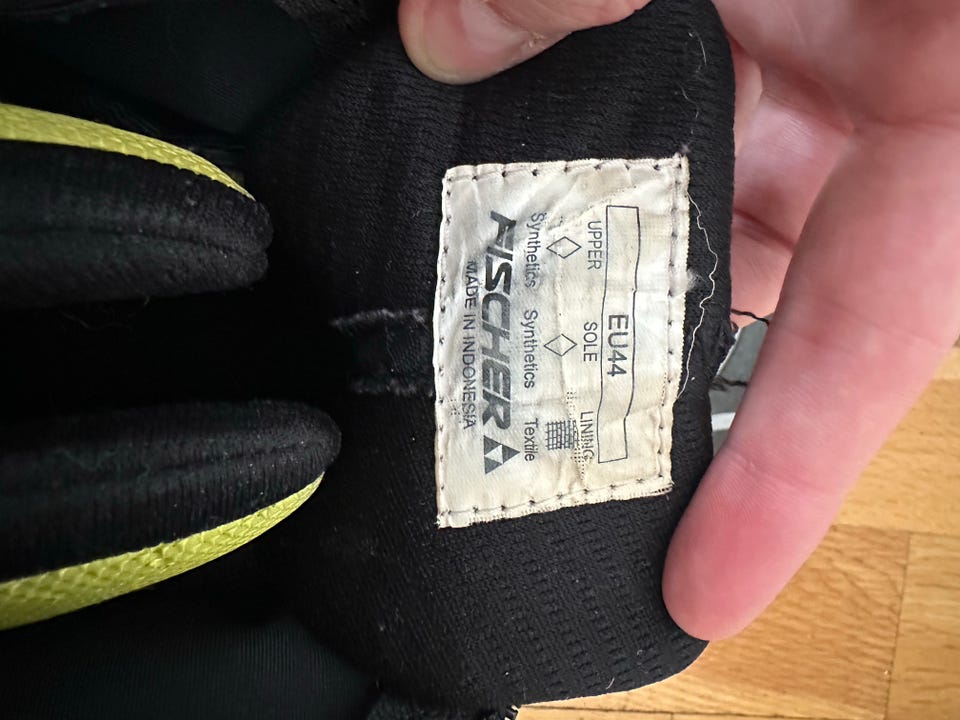 EU44
UPPER SOLE LINING
Synthetics Synthetics Textile
FISCHER
MADE IN INDONESIA